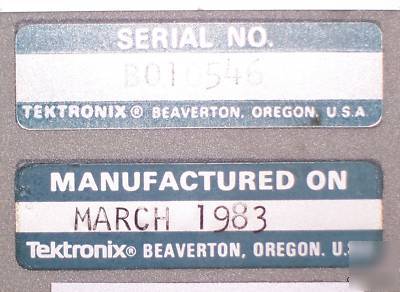 SERIAL NO.
B010546
TEKTRONIX® BEAVERTON, OREGON, U.S.A
MANUFACTURED ON
MARCH 1983
Tektronix® BEAVERTON, OREGON. U.S